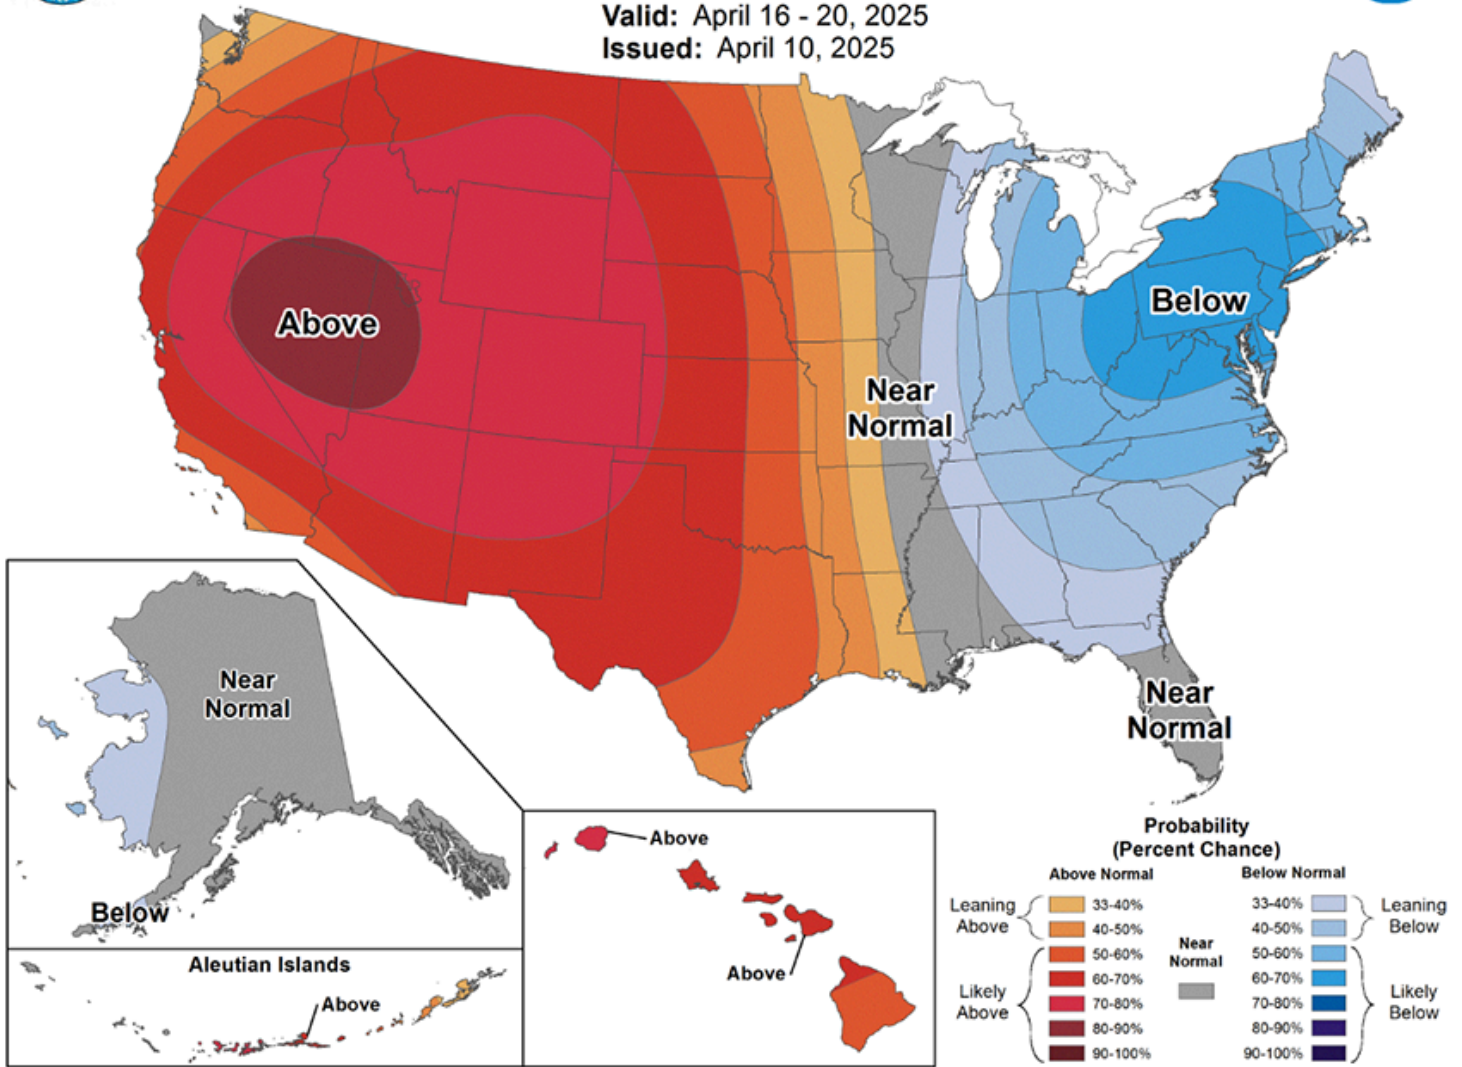 Valid: April 16 - 20, 2025
Issued: April 10, 2025
Above
Below
Near
Normal
Near
Normal
Near
Normal
Below
Aleutian Islands
Above
Above
Above
Probability
(Percent Chance)
Above Normal
Below Normal
Leaning
Above
33-40%
40-50%
Likely
Above
50-60%
60-70%
70-80%
80-90%
90-100%
Near
Normal
33-40%
40-50%
Leaning
Below
50-60%
60-70%
70-80%
80-90%
90-100%
Likely
Below